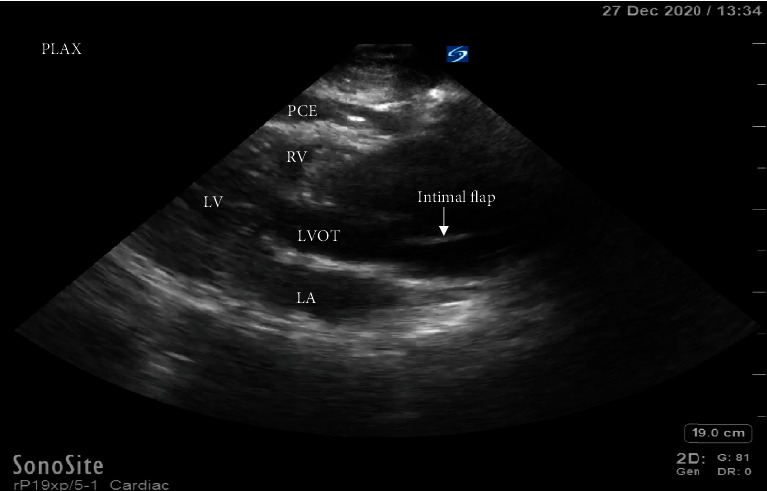 27 Dec 2020 / 13:34
PLAX
PCE
RV
Intimal flap
LV
LVOT
LA
19.0 cm
SonoSite
rP19xp/5-1 Cardiac
2D: G: 81
Gen DR: 0